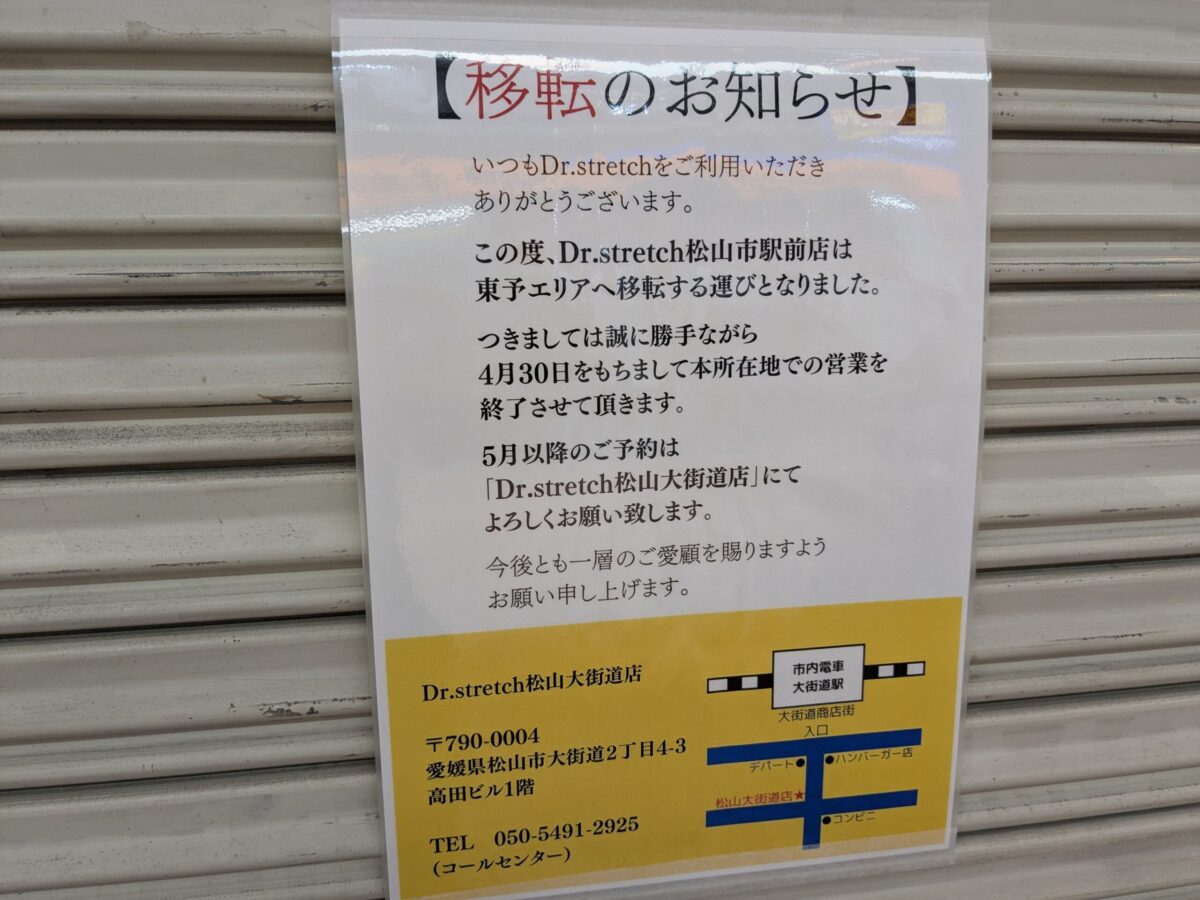 【移転のお知らせ】
いつもDr.stretchをご利用いただき
ありがとうございます。
この度、Dr.stretch松山市駅前店は
東予エリアへ移転する運びとなりました。
つきましては誠に勝手ながら
4月30日をもちまして本所在地での営業を
終了させて頂きます。
5月以降のご予約は
「Dr.stretch松山大街道店」にて
よろしくお願い致します。
今後とも一層のご愛顧を賜りますよう
お願い申し上げます。
Dr.stretch松山大街道店
〒790-0004
愛媛県松山市大街道2丁目4-3
高田ビル1階
TEL 050-5491-2925
(コールセンター)
市内電車
大街道駅
大街道商店街
入口
デパート●
●ハンバーガー店
松山大街道店★
●コンビニ